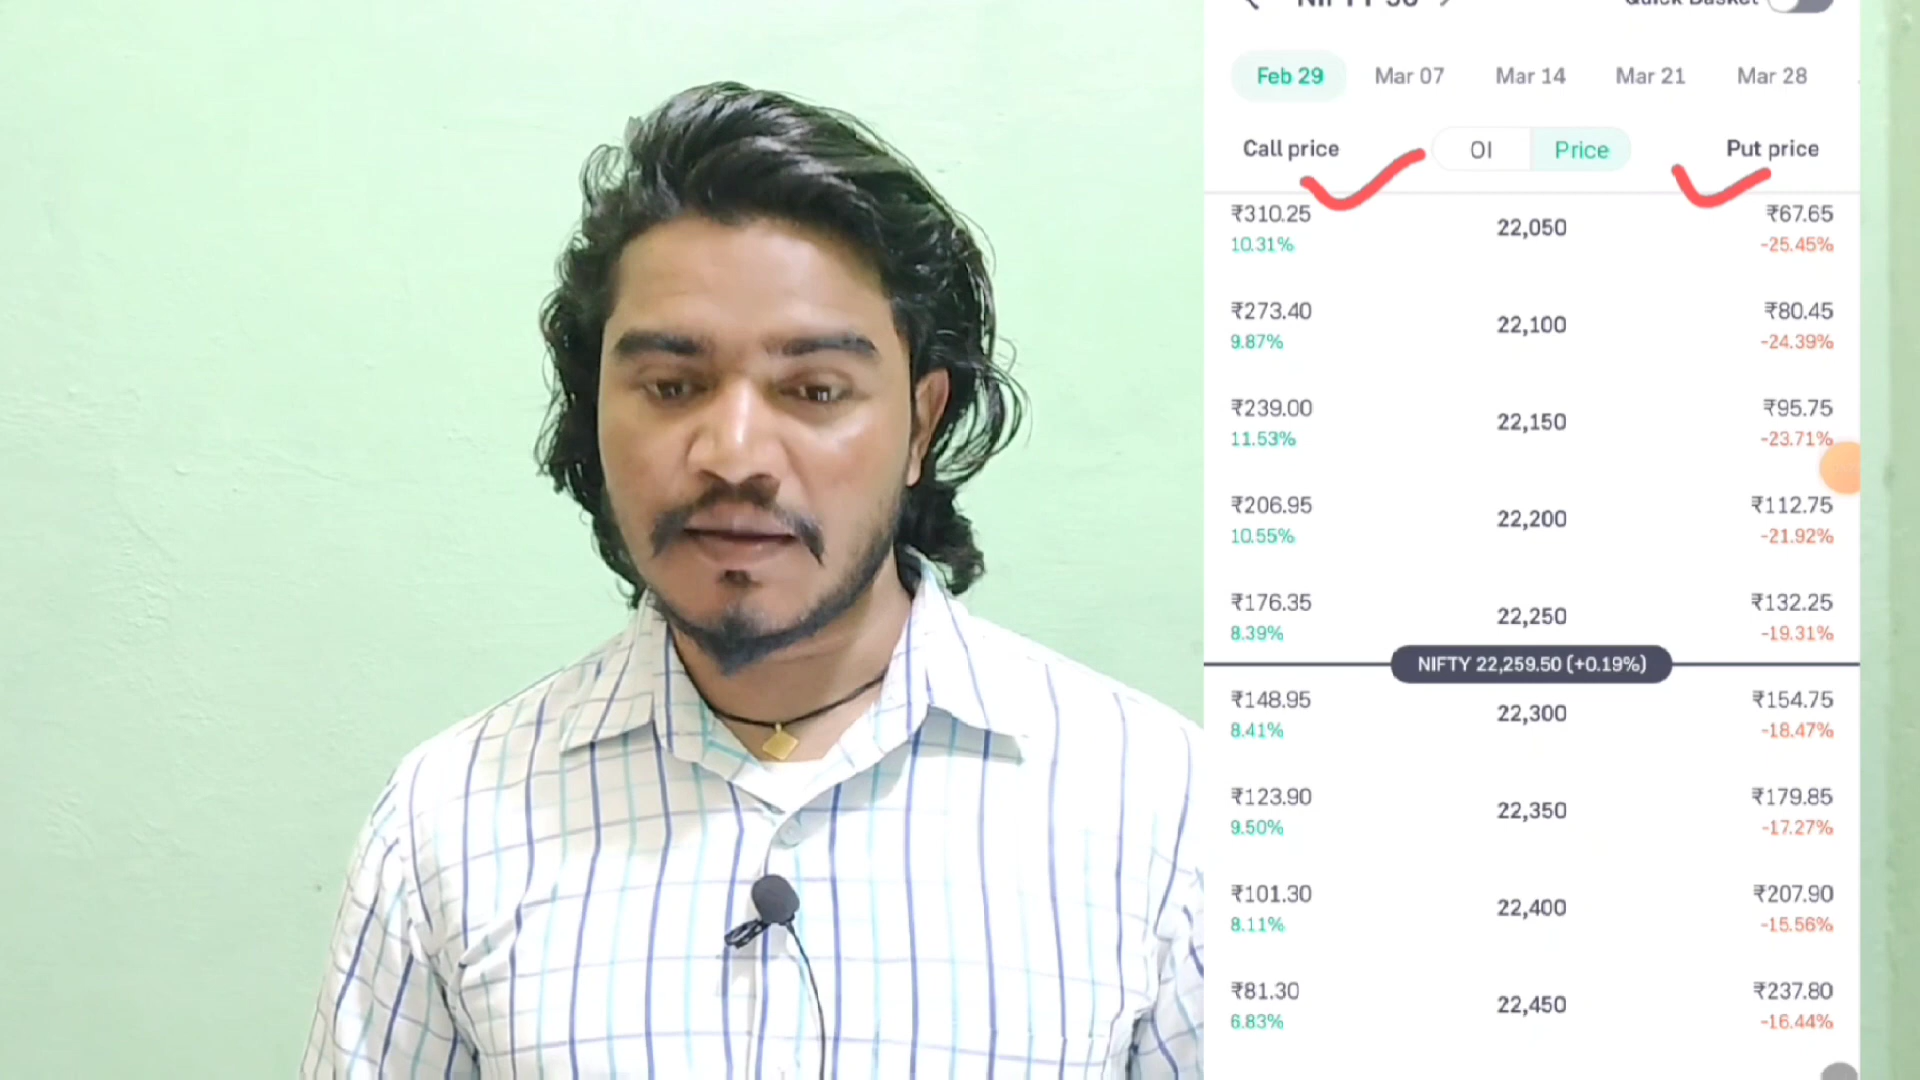 NIFTY 50
Quick Basket
Feb 29 Mar 07 Mar 14 Mar 21 Mar 28
Call price OI Price Put price
₹310.25 22,050 ₹67.65
10.31% -25.45%
₹273.40 22,100 ₹80.45
9.87% -24.39%
₹239.00 22,150 ₹95.75
11.53% -23.71%
₹206.95 22,200 ₹112.75
10.55% -21.92%
₹176.35 22,250 ₹132.25
8.39% -19.31%
NIFTY 22,259.50 (+0.19%)
₹148.95 22,300 ₹154.75
8.41% -18.47%
₹123.90 22,350 ₹179.85
9.50% -17.27%
₹101.30 22,400 ₹207.90
8.11% -15.56%
₹81.30 22,450 ₹237.80
6.83% -16.44%